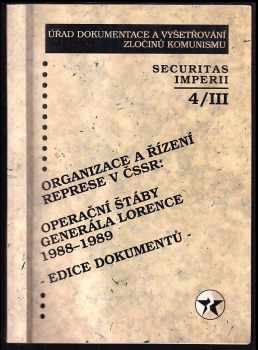 ÚŘAD DOKUMENTACE A VYŠETŘOVÁNÍ
ZLOČINŮ KOMUNISMU
SECURITAS
IMPERII
4/III
ORGANIZACE A ŘÍZENÍ
REPRESE V ČSSR:
OPERAČNÍ ŠTÁBY
GENERÁLA LORENCE
1988-1989
- EDICE DOKUMENTŮ -